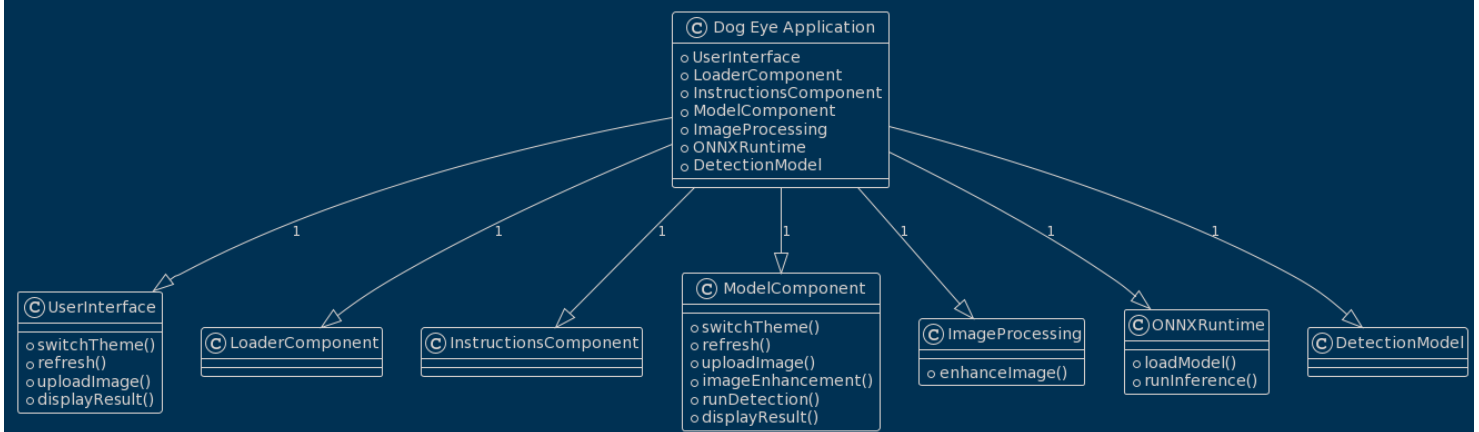 C Dog Eye Application
UserInterface
LoaderComponent
InstructionsComponent
ModelComponent
ImageProcessing
ONNXRuntime
DetectionModel
1 1 1 1 1 1 1
C UserInterface
switchTheme()
refresh()
uploadImage()
displayResult()
C LoaderComponent
C InstructionsComponent
C ModelComponent
switchTheme()
refresh()
uploadImage()
imageEnhancement()
runDetection()
displayResult()
C ImageProcessing
enhanceImage()
C ONNXRuntime
loadModel()
runInference()
C DetectionModel